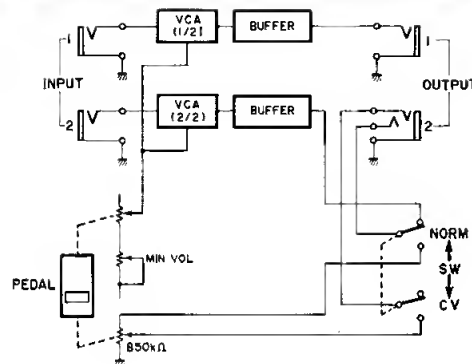 VCA
(1/2)
BUFFER
1
1
INPUT
OUTPUT
2
VCA
(2/2)
BUFFER
2
NORM
MIN VOL
SW
PEDAL
CV
B50kΩ